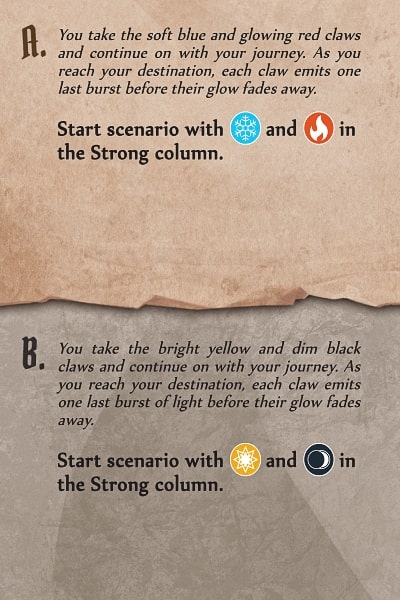 A. You take the soft blue and glowing red claws
and continue on with your journey. As you
reach your destination, each claw emits one
last burst before their glow fades away.
Start scenario with and in
the Strong column.
B. You take the bright yellow and dim black
claws and continue on with your journey. As
you reach your destination, each claw emits
one last burst of light before their glow fades
away.
Start scenario with and in
the Strong column.